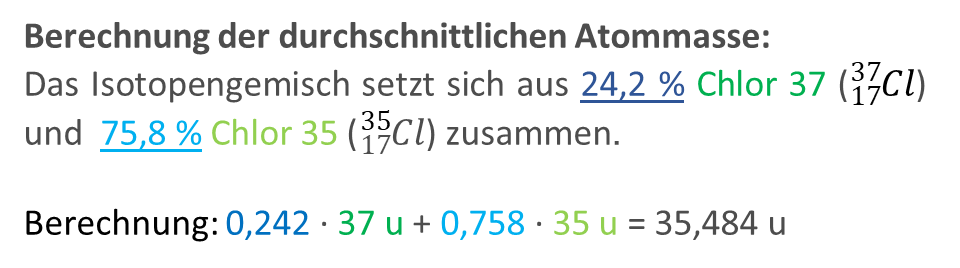 Berechnung der durchschnittlichen Atommasse:
Das Isotopengemisch setzt sich aus 24,2 % Chlor 37 (³⁷₁₇Cl)
und 75,8 % Chlor 35 (³⁵₁₇Cl) zusammen.
Berechnung: 0,242 · 37 u + 0,758 · 35 u = 35,484 u